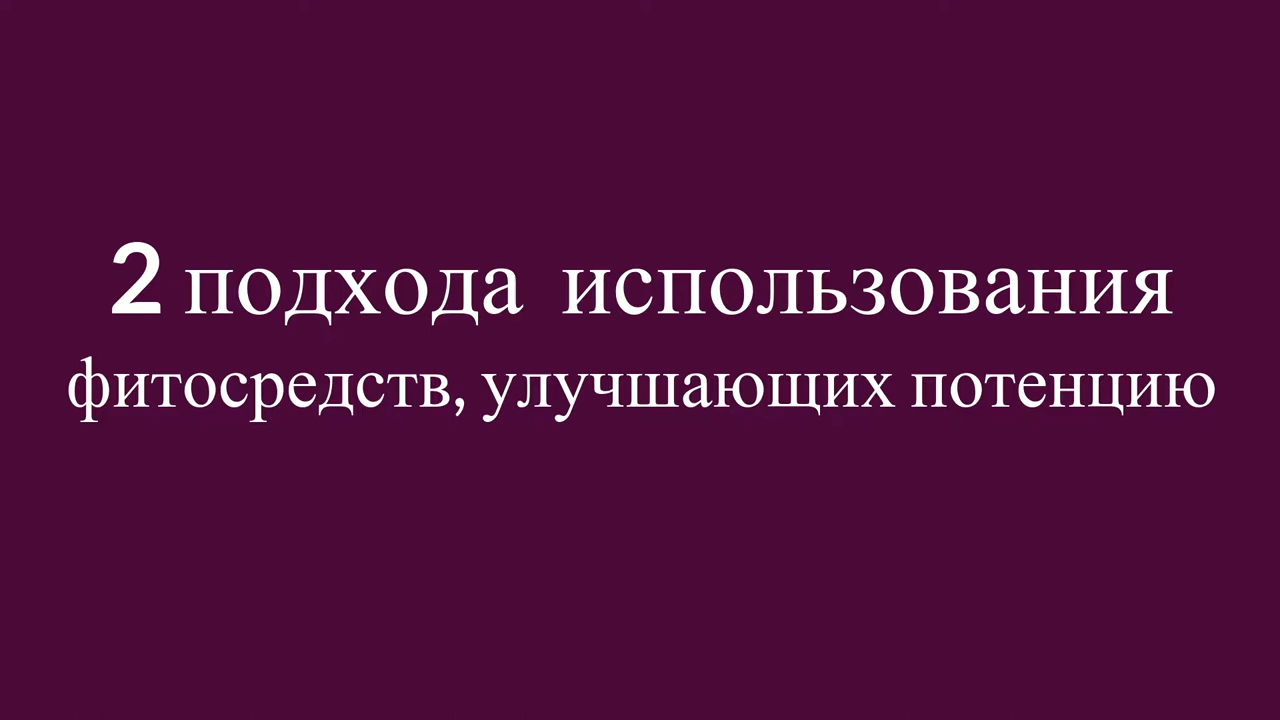 2 подхода использования
фитосредств, улучшающих потенцию